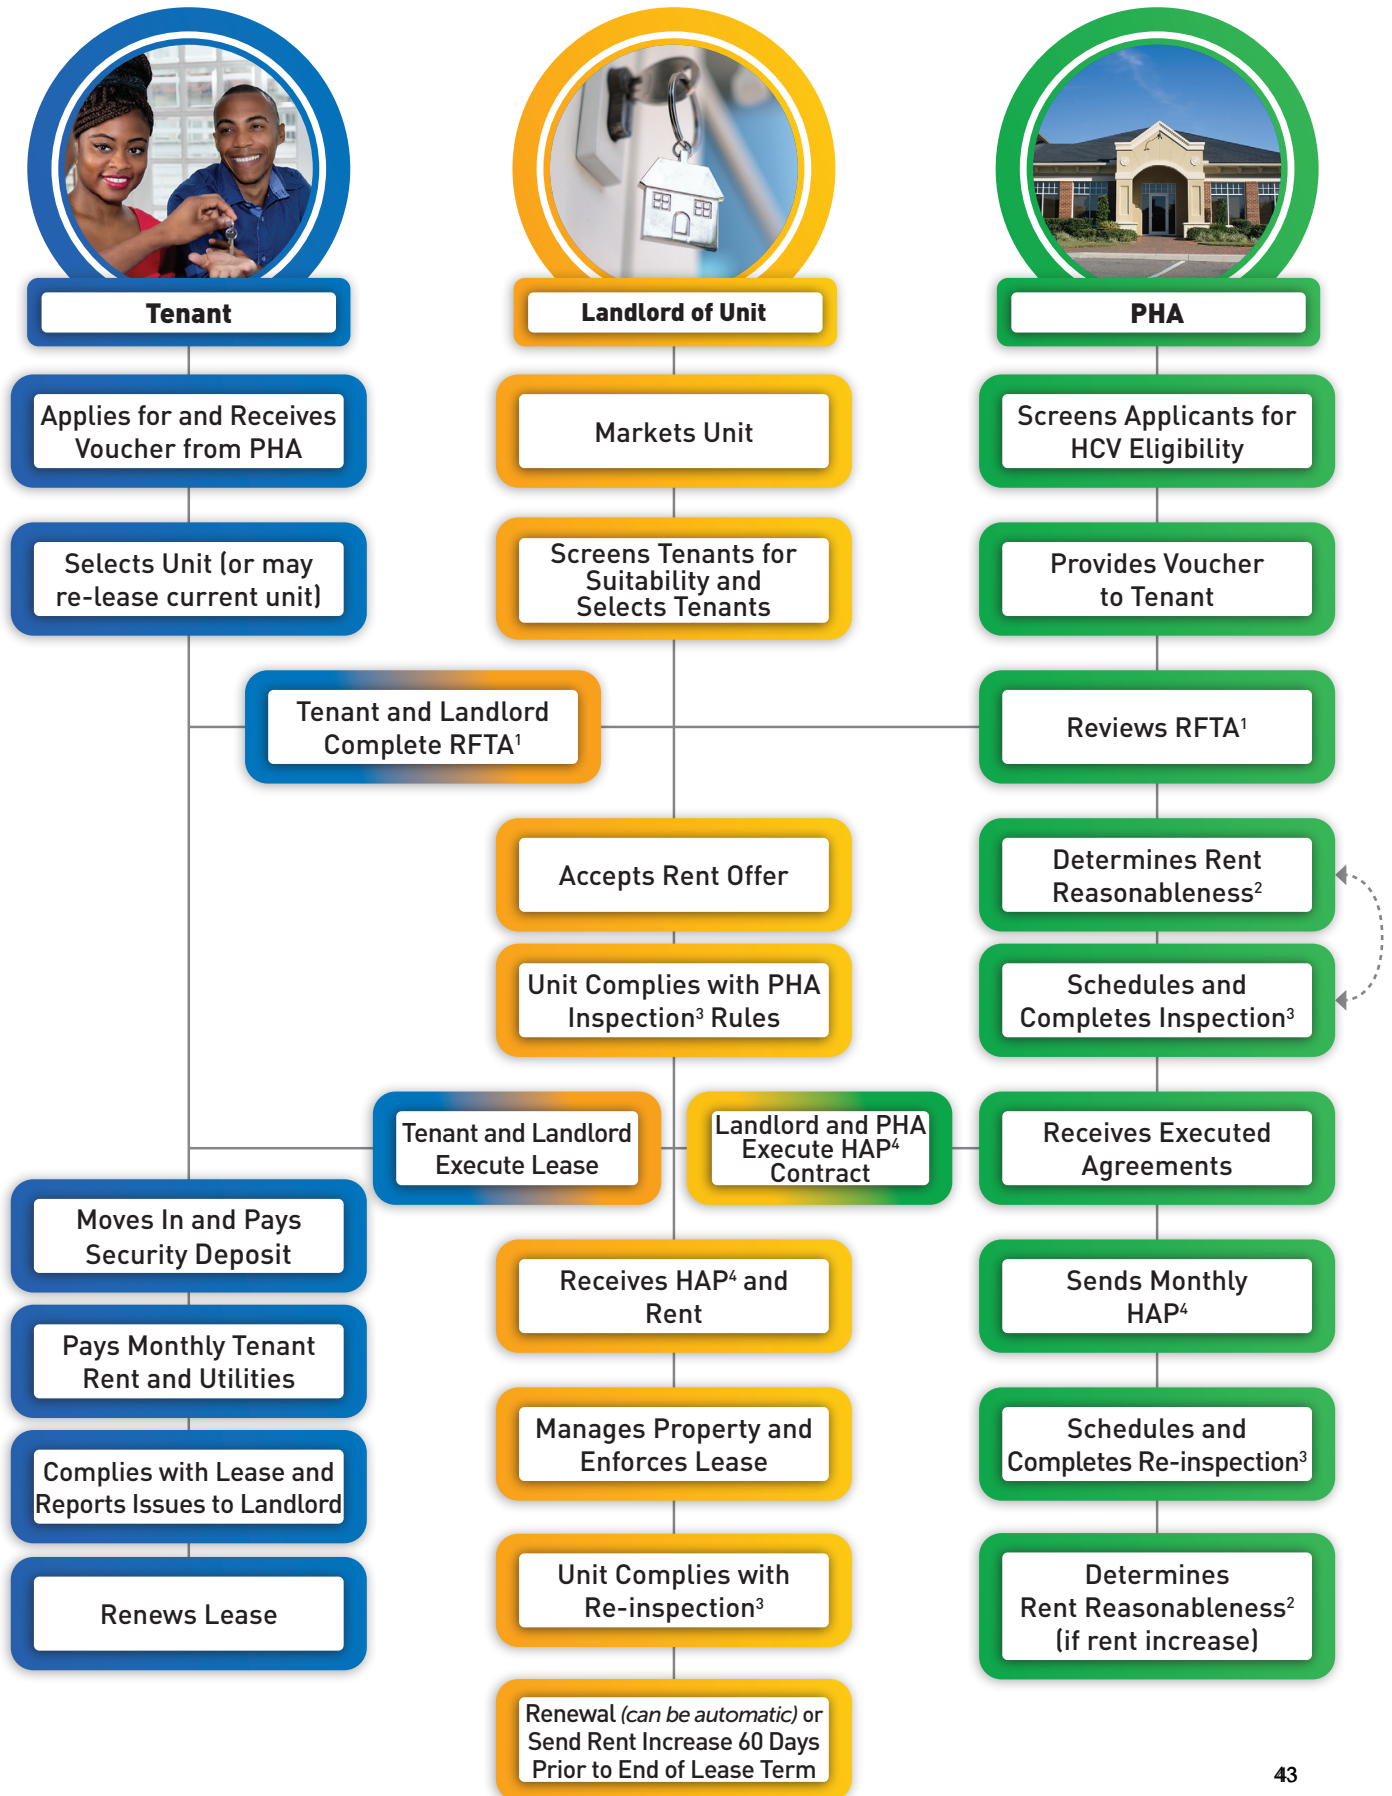 Tenant
Landlord of Unit
PHA
Applies for and Receives
Voucher from PHA
Markets Unit
Screens Applicants for
HCV Eligibility
Selects Unit (or may
re-lease current unit)
Screens Tenants for
Suitability and
Selects Tenants
Provides Voucher
to Tenant
Tenant and Landlord
Complete RFTA¹
Reviews RFTA¹
Accepts Rent Offer
Determines Rent
Reasonableness²
Unit Complies with PHA
Inspection³ Rules
Schedules and
Completes Inspection³
Tenant and Landlord
Execute Lease
Landlord and PHA
Execute HAP⁴
Contract
Receives Executed
Agreements
Moves In and Pays
Security Deposit
Receives HAP⁴ and
Rent
Sends Monthly
HAP⁴
Pays Monthly Tenant
Rent and Utilities
Manages Property and
Enforces Lease
Schedules and
Completes Re-inspection³
Complies with Lease and
Reports Issues to Landlord
Unit Complies with
Re-inspection³
Determines
Rent Reasonableness²
(if rent increase)
Renews Lease
Renewal (can be automatic) or
Send Rent Increase 60 Days
Prior to End of Lease Term
43